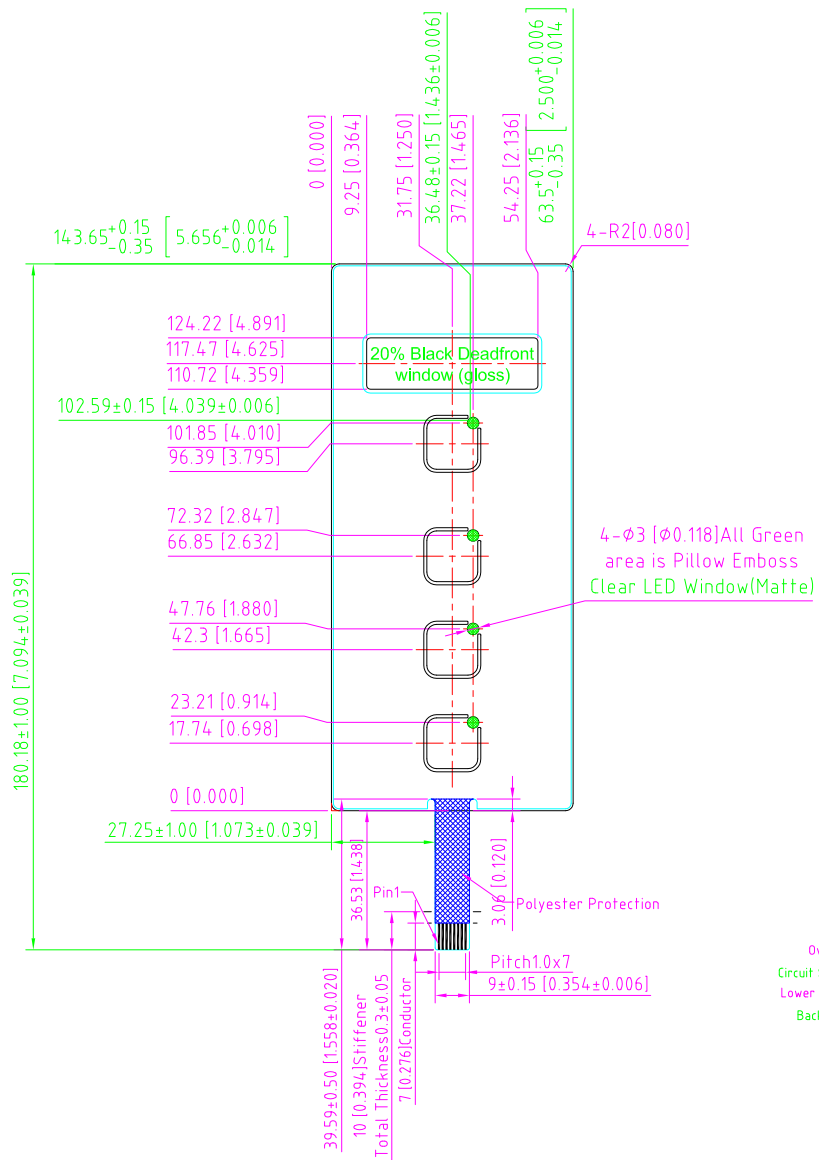 0 [0.000]
9.25 [0.364]
31.75 [1.250]
36.48±0.15 [1.436±0.006]
37.22 [1.465]
54.25 [2.136]
63.5 +0.15 -0.35 [2.500 +0.006 -0.014]
143.65 +0.15 -0.35 [5.656 +0.006 -0.014]
4-R2[0.080]
124.22 [4.891]
117.47 [4.625]
110.72 [4.359]
20% Black Deadfront
window (gloss)
102.59±0.15 [4.039±0.006]
101.85 [4.010]
96.39 [3.795]
72.32 [2.847]
66.85 [2.632]
4-Φ3 [Φ0.118]All Green
area is Pillow Emboss
Clear LED Window(Matte)
47.76 [1.880]
42.3 [1.665]
180.18±1.00 [7.094±0.039]
23.21 [0.914]
17.74 [0.698]
0 [0.000]
27.25±1.00 [1.073±0.039]
36.53 [1.438]
3.06 [0.120]
Pin1
Polyester Protection
Pitch1.0x7
9±0.15 [0.354±0.006]
39.59±0.50 [1.558±0.020]
10 [0.394]Stiffener
Total Thickness0.3±0.05
7 [0.276]Conductor
Circuit
Lower
Back